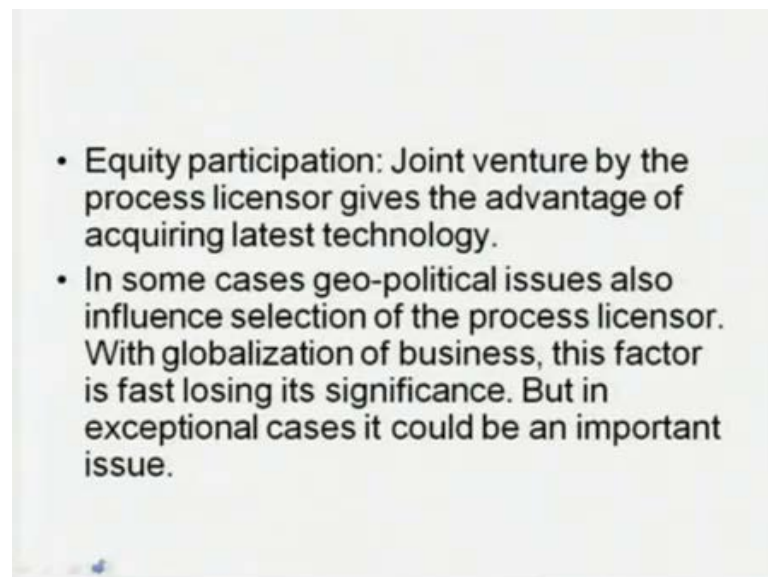 • Equity participation: Joint venture by the
process licensor gives the advantage of
acquiring latest technology.
• In some cases geo-political issues also
influence selection of the process licensor.
With globalization of business, this factor
is fast losing its significance. But in
exceptional cases it could be an important
issue.